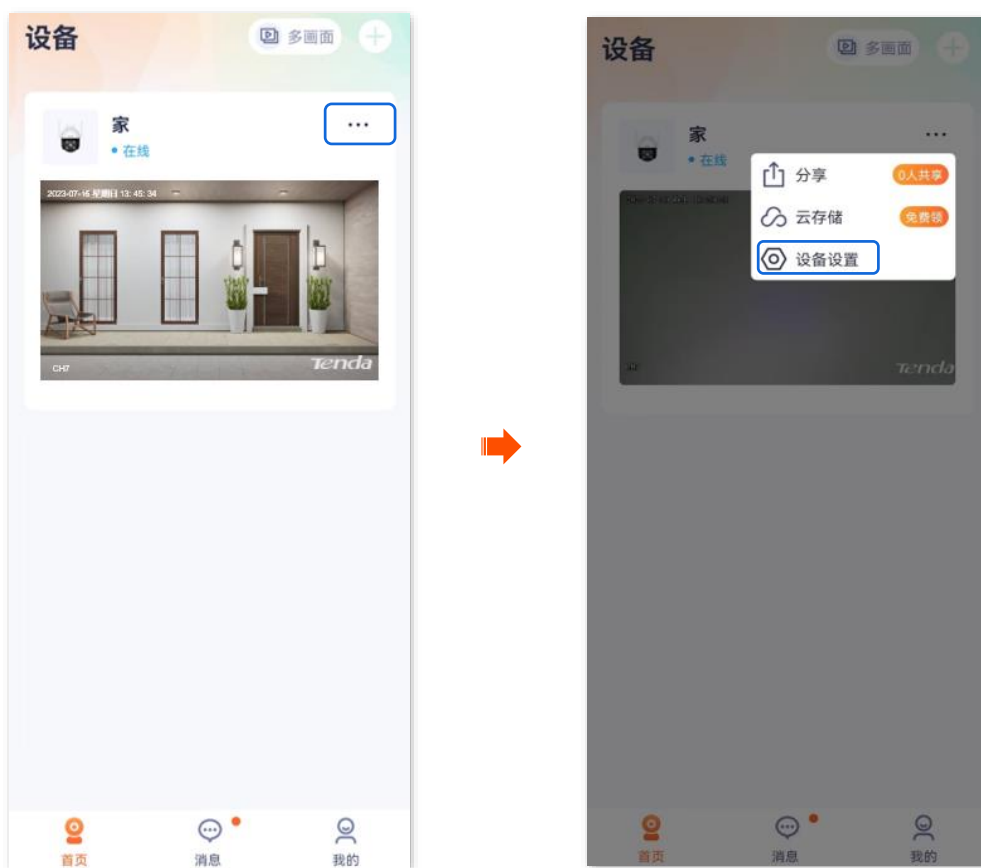 设备
多画面
家
...
在线
2023-07-16 星期日 13:45:34
CH7
Tenda
首页
消息
我的
设备
多画面
家
...
在线
分享
0人共享
云存储
免费领
设备设置
Tenda
首页
消息
我的